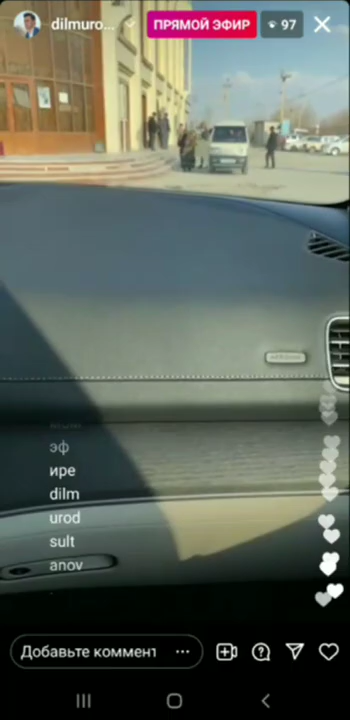 dilmuro...
ПРЯМОЙ ЭФИР
97
эф
ире
dilm
urod
sult
anov
Добавьте коммент